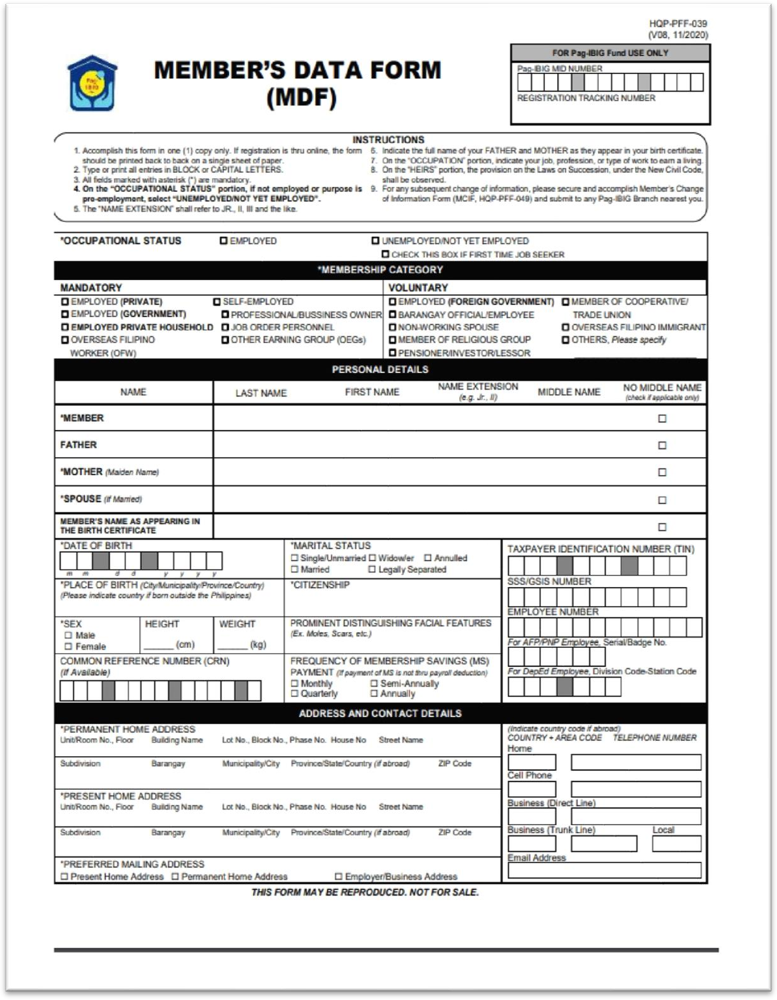 HQP-PFF-039
(V08, 11/2020)
FOR Pag-IBIG Fund USE ONLY
Pag-IBIG MID NUMBER
REGISTRATION TRACKING NUMBER
Pag-IBIG
MEMBER'S DATA FORM
(MDF)
INSTRUCTIONS
1. Accomplish this form in one (1) copy only. If registration is thru online, the form
should be printed back to back on a single sheet of paper.
2. Type or print all entries in BLOCK or CAPITAL LETTERS.
3. All fields marked with asterisk (*) are mandatory.
4. On the "OCCUPATIONAL STATUS" portion, if not employed or purpose is
pre-employment, select "UNEMPLOYED/NOT YET EMPLOYED".
5. The "NAME EXTENSION" shall refer to JR., II, III and the like.
6. Indicate the full name of your FATHER and MOTHER as they appear in your birth certificate.
7. On the "OCCUPATION" portion, indicate your job, profession, or type of work to earn a living.
8. On the "HEIRS" portion, the provision on the Laws on Succession, under the New Civil Code,
shall be observed.
9. For any subsequent change of information, please secure and accomplish Member's Change
of Information Form (MCIF, HQP-PFF-049) and submit to any Pag-IBIG Branch nearest you.
*OCCUPATIONAL STATUS EMPLOYED UNEMPLOYED/NOT YET EMPLOYED
CHECK THIS BOX IF FIRST TIME JOB SEEKER
*MEMBERSHIP CATEGORY
MANDATORY
EMPLOYED (PRIVATE) SELF-EMPLOYED
EMPLOYED (GOVERNMENT) PROFESSIONAL/BUSSINESS OWNER
EMPLOYED PRIVATE HOUSEHOLD JOB ORDER PERSONNEL
OVERSEAS FILIPINO OTHER EARNING GROUP (OEGs)
WORKER (OFW)
VOLUNTARY
EMPLOYED (FOREIGN GOVERNMENT) MEMBER OF COOPERATIVE/
BARANGAY OFFICIAL/EMPLOYEE TRADE UNION
NON-WORKING SPOUSE OVERSEAS FILIPINO IMMIGRANT
MEMBER OF RELIGIOUS GROUP OTHERS, Please specify
PENSIONER/INVESTOR/LESSOR
PERSONAL DETAILS
NAME LAST NAME FIRST NAME NAME EXTENSION (e.g. Jr., II) MIDDLE NAME NO MIDDLE NAME (check if applicable only)
*MEMBER
FATHER
*MOTHER (Maiden Name)
*SPOUSE (If Married)
MEMBER'S NAME AS APPEARING IN
THE BIRTH CERTIFICATE
*DATE OF BIRTH
m m d d y y y y
*MARITAL STATUS
Single/Unmarried Widow/er Annulled
Married Legally Separated
*PLACE OF BIRTH (City/Municipality/Province/Country)
(Please indicate country if born outside the Philippines)
*CITIZENSHIP
*SEX
Male
Female
HEIGHT
(cm)
WEIGHT
(kg)
PROMINENT DISTINGUISHING FACIAL FEATURES
(Ex. Moles, Scars, etc.)
COMMON REFERENCE NUMBER (CRN)
(If Available)
FREQUENCY OF MEMBERSHIP SAVINGS (MS)
PAYMENT (If payment of MS is not thru payroll deduction)
Monthly Semi-Annually
Quarterly Annually
TAXPAYER IDENTIFICATION NUMBER (TIN)
SSS/GSIS NUMBER
EMPLOYEE NUMBER
For AFP/PNP Employee, Serial/Badge No.
For DepEd Employee, Division Code-Station Code
ADDRESS AND CONTACT DETAILS
*PERMANENT HOME ADDRESS
Unit/Room No., Floor Building Name Lot No., Block No., Phase No. House No Street Name
Subdivision Barangay Municipality/City Province/State/Country (if abroad) ZIP Code
*PRESENT HOME ADDRESS
Unit/Room No., Floor Building Name Lot No., Block No., Phase No. House No Street Name
Subdivision Barangay Municipality/City Province/State/Country (if abroad) ZIP Code
*PREFERRED MAILING ADDRESS
Present Home Address Permanent Home Address Employer/Business Address
(Indicate country code if abroad)
COUNTRY + AREA CODE TELEPHONE NUMBER
Home
Cell Phone
Business (Direct Line)
Business (Trunk Line) Local
Email Address
THIS FORM MAY BE REPRODUCED. NOT FOR SALE.